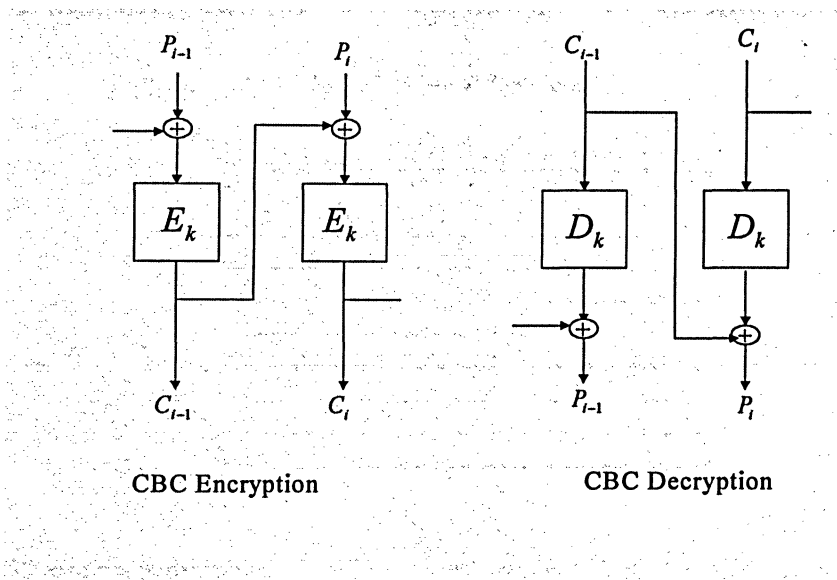 P_{i-1}
P_i
E_k
E_k
C_{i-1}
C_i
CBC Encryption
C_{i-1}
C_i
D_k
D_k
P_{i-1}
P_i
CBC Decryption